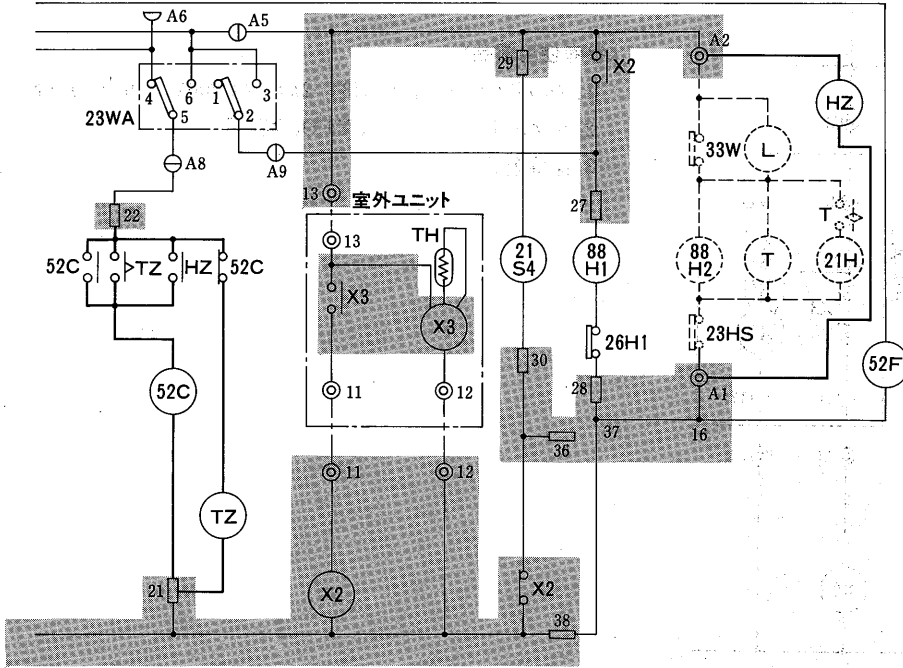 A6
A5
A2
29
X2
HZ
4
6
1
3
5
2
23WA
33W
L
A8
A9
13
室外ユニット
27
T
22
13
TH
21
S4
88
H1
88
H2
T
21H
52C
TZ
HZ
52C
X3
X3
26H1
23HS
30
28
A1
52F
52C
11
12
37
16
36
11
12
TZ
21
X2
X2
38